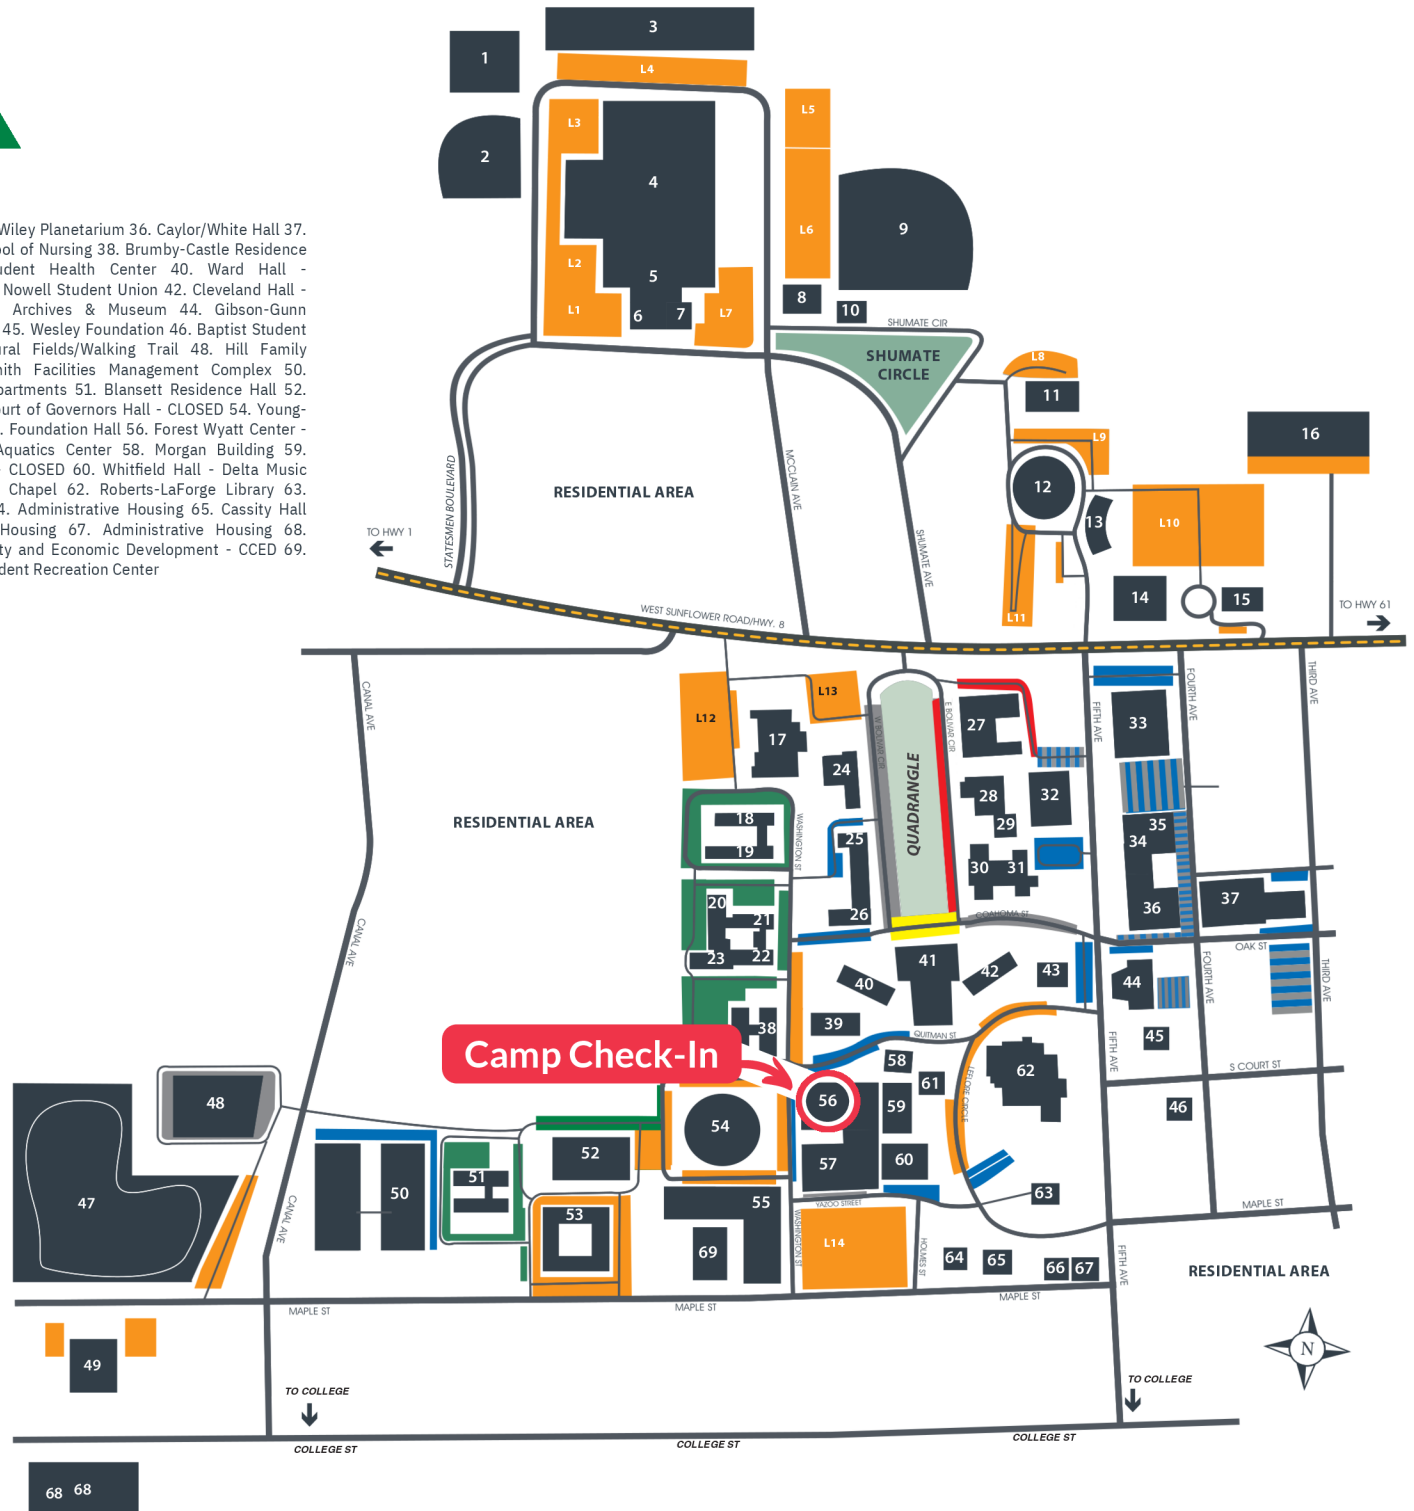 3
1
L4
L5
L3
2
4
L6
9
L2
5
8
L1
6
7
L7
10
SHUMATE CIR
SHUMATE
CIRCLE
L8
11
Wiley Planetarium 36. Caylor/White Hall 37.
ool of Nursing 38. Brumby-Castle Residence
udent Health Center 40. Ward Hall -
Nowell Student Union 42. Cleveland Hall -
Archives & Museum 44. Gibson-Gunn
45. Wesley Foundation 46. Baptist Student
ural Fields/Walking Trail 48. Hill Family
nith Facilities Management Complex 50.
partments 51. Blansett Residence Hall 52.
ourt of Governors Hall - CLOSED 54. Young-
. Foundation Hall 56. Forest Wyatt Center -
Aquatics Center 58. Morgan Building 59.
- CLOSED 60. Whitfield Hall - Delta Music
Chapel 62. Roberts-LaForge Library 63.
4. Administrative Housing 65. Cassity Hall
Housing 67. Administrative Housing 68.
ity and Economic Development - CCED 69.
dent Recreation Center
L9
16
12
13
L10
RESIDENTIAL AREA
MCCLAIN AVE
STATESMEN BOULEVARD
SHUMATE AVE
TO HWY 1
14
15
L11
TO HWY 61
WEST SUNFLOWER ROAD/HWY. 8
CANAL AVE
L12
L13
W BOLIVAR CIR
E BOLIVAR CIR
27
FIFTH AVE
33
FOURTH AVE
THIRD AVE
17
24
QUADRANGLE
28
32
29
RESIDENTIAL AREA
18
19
WASHINGTON ST
25
30
31
34
35
36
37
20
21
22
23
26
COAHOMA ST
OAK ST
CANAL AVE
41
40
42
43
44
FOURTH AVE
THIRD AVE
38
39
QUITMAN ST
45
FIFTH AVE
Camp Check-In
58
61
62
S COURT ST
LEFLORE CIRCLE
48
56
59
46
54
52
57
60
47
50
51
63
53
55
YAZOO STREET
MAPLE ST
CANAL AVE
69
WASHINGTON ST
L14
HOLMES ST
64
65
66
67
FIFTH AVE
RESIDENTIAL AREA
MAPLE ST
MAPLE ST
MAPLE ST
49
N
TO COLLEGE
TO COLLEGE
COLLEGE ST
COLLEGE ST
COLLEGE ST
68
68